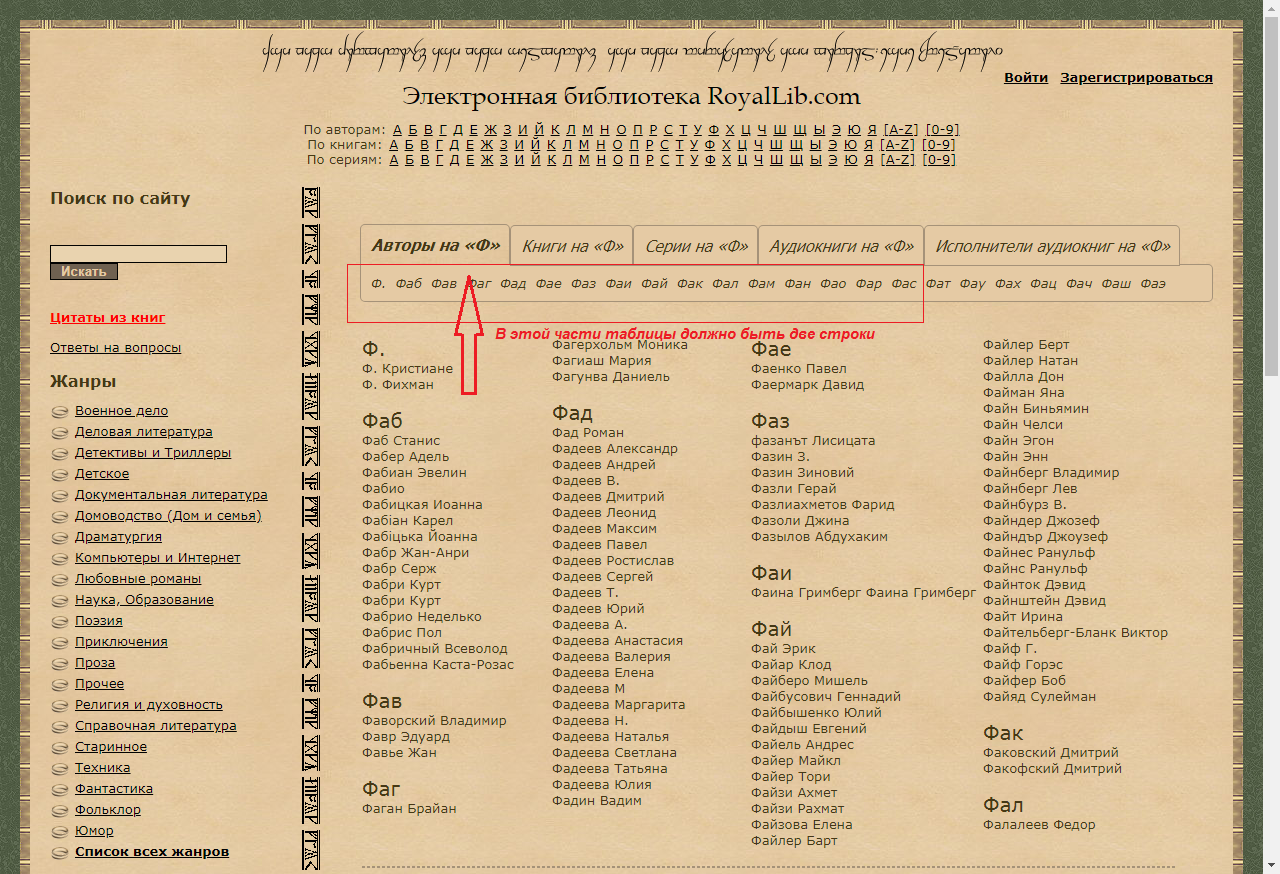 Войти Зарегистрироваться
Электронная библиотека RoyalLib.com
По авторам: А Б В Г Д Е Ж З И Й К Л М Н О П Р С Т У Ф Х Ц Ч Ш Щ Ы Э Ю Я [A-Z] [0-9]
По книгам: А Б В Г Д Е Ж З И Й К Л М Н О П Р С Т У Ф Х Ц Ч Ш Щ Ы Э Ю Я [A-Z] [0-9]
По сериям: А Б В Г Д Е Ж З И Й К Л М Н О П Р С Т У Ф Х Ц Ч Ш Щ Ы Э Ю Я [A-Z] [0-9]
Поиск по сайту
Искать
Цитаты из книг
Ответы на вопросы
Жанры
Военное дело
Деловая литература
Детективы и Триллеры
Детское
Документальная литература
Домоводство (Дом и семья)
Драматургия
Компьютеры и Интернет
Любовные романы
Наука, Образование
Поэзия
Приключения
Проза
Прочее
Религия и духовность
Справочная литература
Старинное
Техника
Фантастика
Фольклор
Юмор
Список всех жанров
Авторы на «Ф» Книги на «Ф» Серии на «Ф» Аудиокниги на «Ф» Исполнители аудиокниг на «Ф»
Ф. Фаб Фав Фаг Фад Фае Фаз Фаи Фай Фак Фал Фам Фан Фао Фар Фас Фат Фау Фах Фац Фач Фаш Фаэ
В этой части таблицы должно быть две строки
Ф.
Ф. Кристиане
Ф. Фихман
Фаб
Фаб Станис
Фабер Адель
Фабиан Эвелин
Фабио
Фабицкая Иоанна
Фабіан Карел
Фабіцька Йоанна
Фабр Жан-Анри
Фабр Серж
Фабри Курт
Фабри Курт
Фабрио Неделько
Фабрис Пол
Фабричный Всеволод
Фабьенна Каста-Розас
Фав
Фаворский Владимир
Фавр Эдуард
Фавье Жан
Фаг
Фаган Брайан
Фагерхольм Моника
Фагиаш Мария
Фагунва Даниель
Фад
Фад Роман
Фадеев Александр
Фадеев Андрей
Фадеев В.
Фадеев Дмитрий
Фадеев Леонид
Фадеев Максим
Фадеев Павел
Фадеев Ростислав
Фадеев Сергей
Фадеев Т.
Фадеев Юрий
Фадеева А.
Фадеева Анастасия
Фадеева Валерия
Фадеева Елена
Фадеева М
Фадеева Маргарита
Фадеева Н.
Фадеева Наталья
Фадеева Светлана
Фадеева Татьяна
Фадеева Юлия
Фадин Вадим
Фае
Фаенко Павел
Фаермарк Давид
Фаз
фазанът Лисицата
Фазин З.
Фазин Зиновий
Фазли Герай
Фазлиахметов Фарид
Фазоли Джина
Фазылов Абдухаким
Фаи
Фаина Гримберг Фаина Гримберг
Фай
Фай Эрик
Файар Клод
Файберо Мишель
Файбусович Геннадий
Файбышенко Юлий
Файдыш Евгений
Файель Андрес
Файер Майкл
Файер Тори
Файзи Ахмет
Файзи Рахмат
Файзова Елена
Файлер Барт
Файлер Берт
Файлер Натан
Файлла Дон
Файман Яна
Файн Биньямин
Файн Челси
Файн Эгон
Файн Энн
Файнберг Владимир
Файнберг Лев
Файнбурз В.
Файндер Джозеф
Файндър Джоузеф
Файнес Ранульф
Файнс Ранульф
Файнток Дэвид
Файнштейн Дэвид
Файт Ирина
Файтельберг-Бланк Виктор
Файф Г.
Файф Горэс
Файфер Боб
Файяд Сулейман
Фак
Факовский Дмитрий
Факофский Дмитрий
Фал
Фалалеев Федор